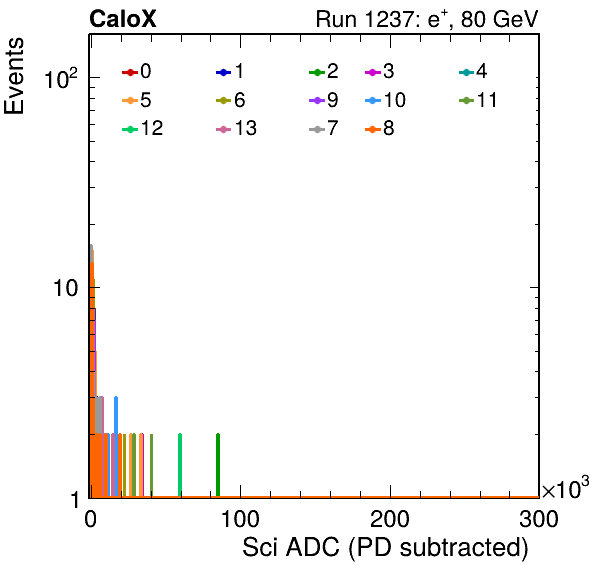 CaloX Run 1237: e⁺, 80 GeV
Events
10²
0 1 2 3 4
5 6 9 10 11
12 13 7 8
10
1
×10³
0 100 200 300
Sci ADC (PD subtracted)